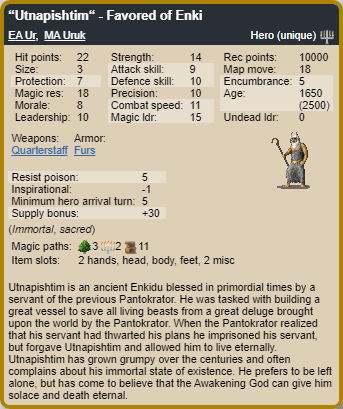 "Utnapishtim" - Favored of Enki
EA Ur, MA Uruk Hero (unique)
Hit points: 22 Strength: 14 Rec points: 10000
Size: 3 Attack skill: 9 Map move: 18
Protection: 7 Defence skill: 10 Encumbrance: 5
Magic res: 18 Precision: 10 Age: 1650
Morale: 8 Combat speed: 11 (2500)
Leadership: 10 Magic ldr: 15 Undead ldr: 0
Weapons: Armor:
Quarterstaff Furs
Resist poison: 5
Inspirational: -1
Minimum hero arrival turn: 5
Supply bonus: +30
(Immortal, sacred)
Magic paths: 3 2 11
Item slots: 2 hands, head, body, feet, 2 misc
Utnapishtim is an ancient Enkidu blessed in primordial times by a
servant of the previous Pantokrator. He was tasked with building a
great vessel to save all living beasts from a great deluge brought
upon the world by the Pantokrator. When the Pantokrator realized
that his servant had thwarted his plans he imprisoned his servant,
but forgave Utnapishtim and allowed him to live eternally.
Utnapishtim has grown grumpy over the centuries and often
complains about his immortal state of existence. He prefers to be left
alone, but has come to believe that the Awakening God can give him
solace and death eternal.